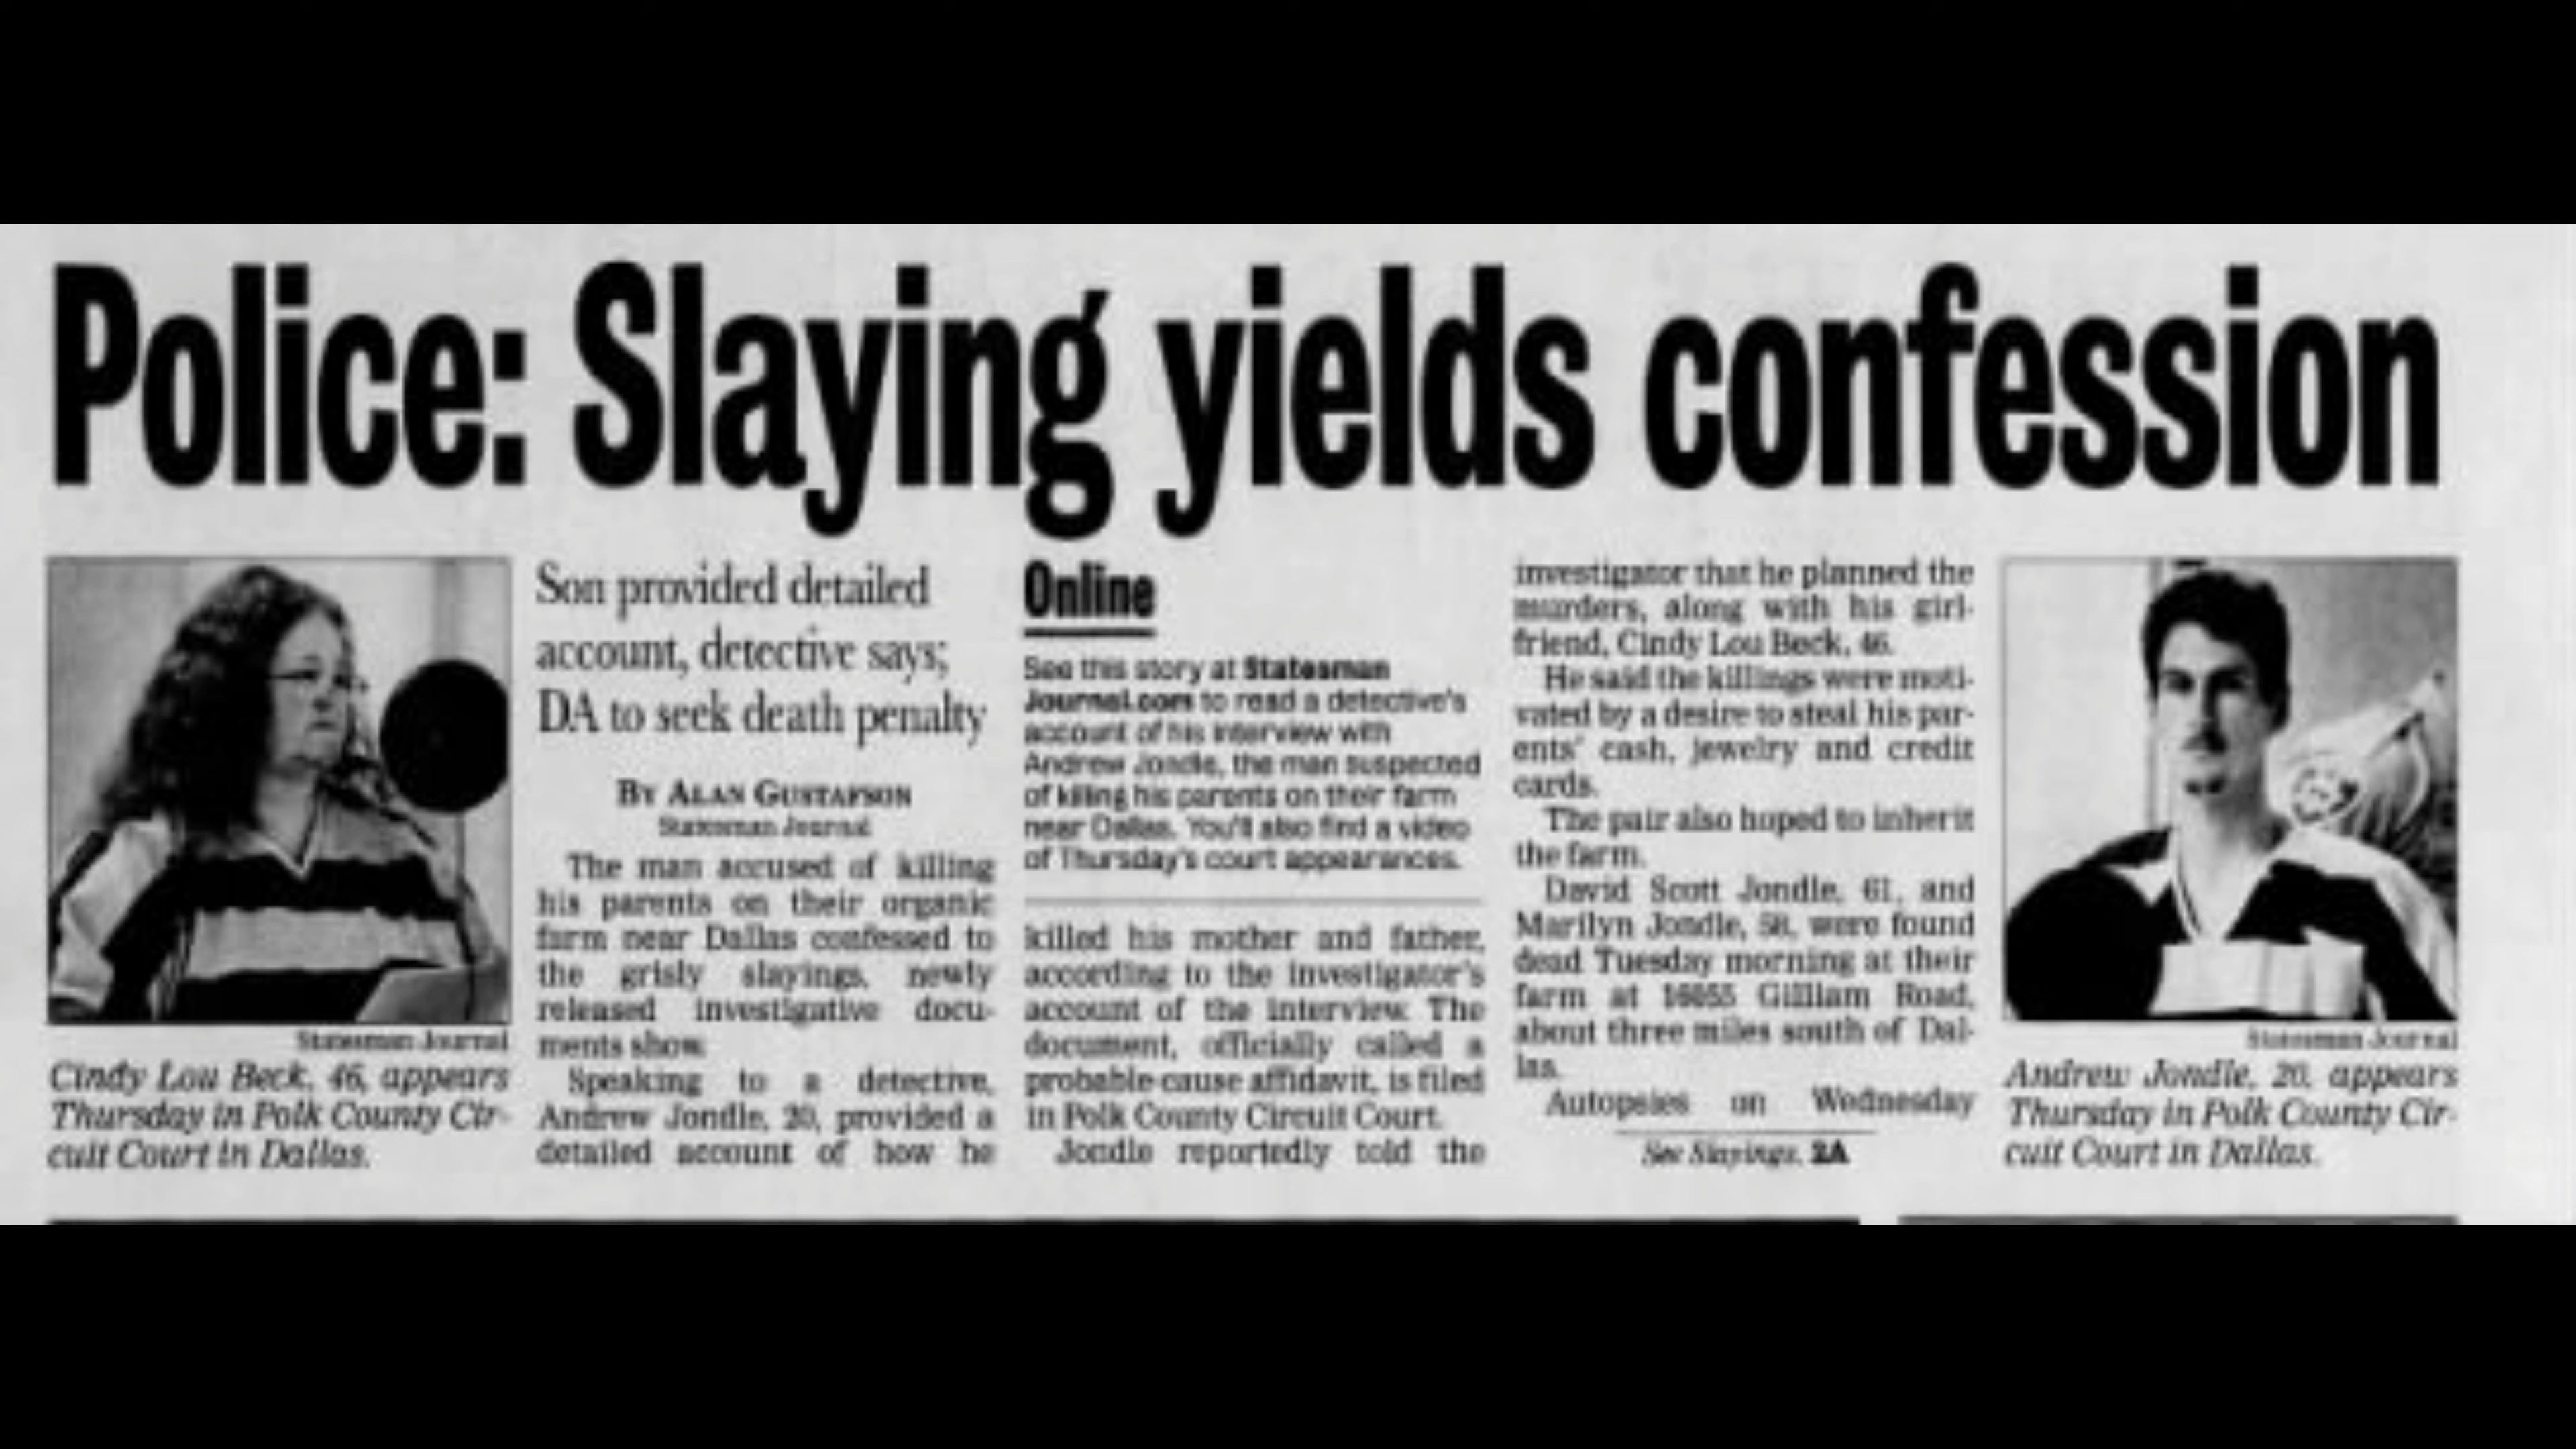 Police: Slaying yields confession
Statesman Journal
Cindy Lou Beck, 46, appears
Thursday in Polk County Cir-
cuit Court in Dallas.
Son provided detailed
account, detective says;
DA to seek death penalty
BY ALAN GUSTAFSON
Statesman Journal
The man accused of killing
his parents on their organic
farm near Dallas confessed to
the grisly slayings, newly
released investigative docu-
ments show.
Speaking to a detective,
Andrew Jondle, 20, provided a
detailed account of how he
Online
See this story at Statesman
Journal.com to read a detective's
account of his interview with
Andrew Jondle, the man suspected
of killing his parents on their farm
near Dallas. You'll also find a video
of Thursday's court appearances.
killed his mother and father,
according to the investigator's
account of the interview. The
document, officially called a
probable-cause affidavit, is filed
in Polk County Circuit Court.
Jondle reportedly told the
investigator that he planned the
murders, along with his girl-
friend, Cindy Lou Beck, 46.
He said the killings were moti-
vated by a desire to steal his par-
ents' cash, jewelry and credit
cards.
The pair also hoped to inherit
the farm.
David Scott Jondle, 61, and
Marilyn Jondle, 58, were found
dead Tuesday morning at their
farm at 16055 Gilliam Road,
about three miles south of Dal-
las.
Autopsies on Wednesday
See Slayings, 2A
Statesman Journal
Andrew Jondle, 20, appears
Thursday in Polk County Cir-
cuit Court in Dallas.